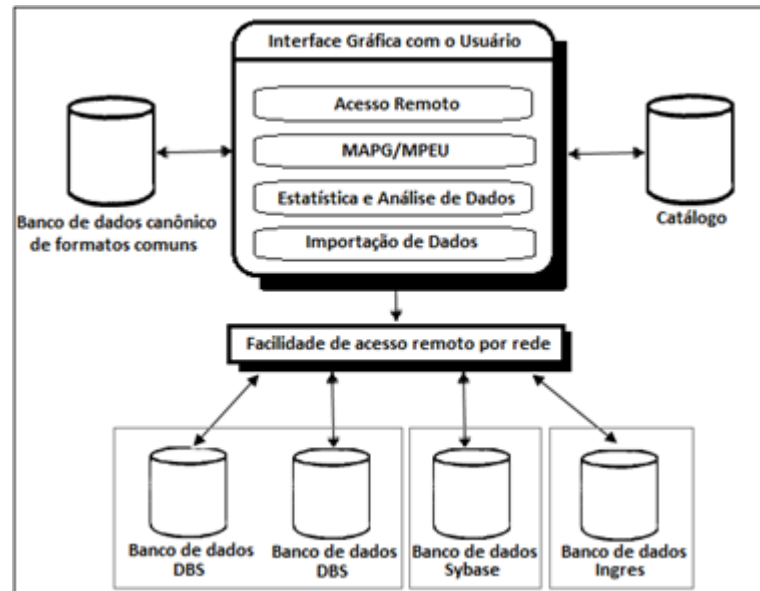 Interface Gráfica com o Usuário
Acesso Remoto
MAPG/MPEU
Estatística e Análise de Dados
Importação de Dados
Banco de dados canônico
de formatos comuns
Catálogo
Facilidade de acesso remoto por rede
Banco de dados
DBS
Banco de dados
DBS
Banco de dados
Sybase
Banco de dados
Ingres